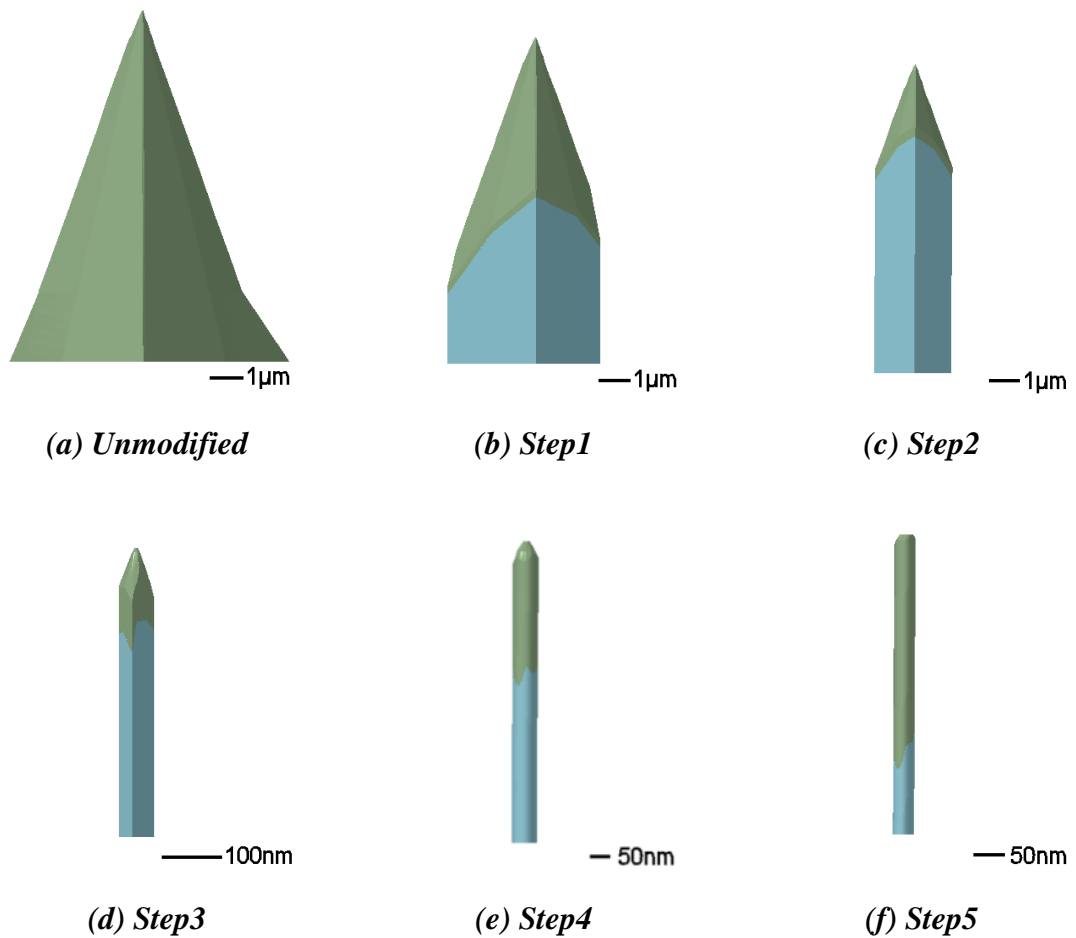 1µm
1µm
1µm
(a) Unmodified
(b) Step1
(c) Step2
100nm
50nm
50nm
(d) Step3
(e) Step4
(f) Step5